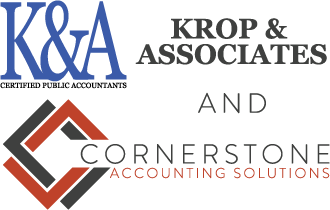 K&A
CERTIFIED PUBLIC ACCOUNTANTS
KROP &
ASSOCIATES
AND
CORNERSTONE
ACCOUNTING SOLUTIONS